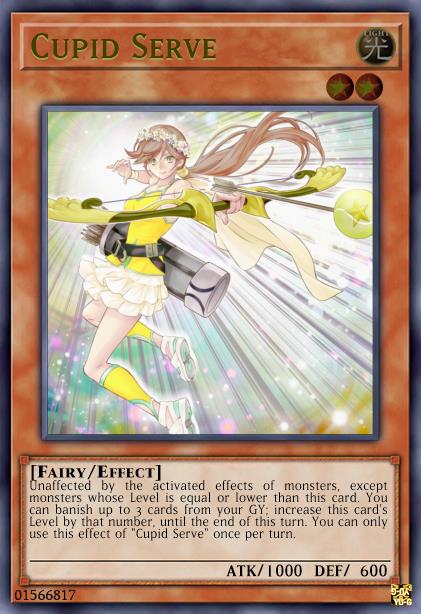 CUPID SERVE
LIGHT
光
[FAIRY/EFFECT]
Unaffected by the activated effects of monsters, except
monsters whose Level is equal or lower than this card. You
can banish up to 3 cards from your GY; increase this card's
Level by that number, until the end of this turn. You can only
use this effect of "Cupid Serve" once per turn.
ATK/1000 DEF/ 600
01566817